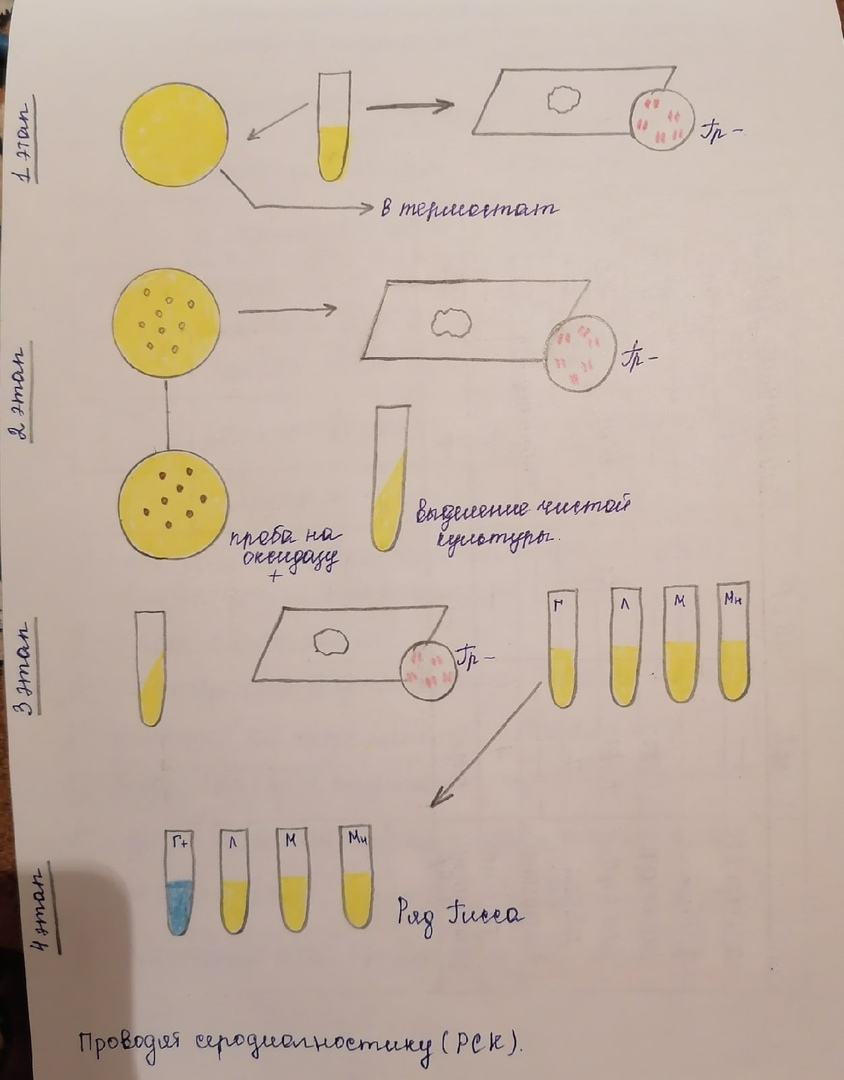 1 этап
Гр -
В термостат
2 этап
Гр -
проба на
оксидазу
+
выделение чистой
культуры.
3 этап
Гр -
Г Л М Мн
4 этап
Г+ Л М Мн
Ряд Гисса
Проводят серодиагностику (РСК).